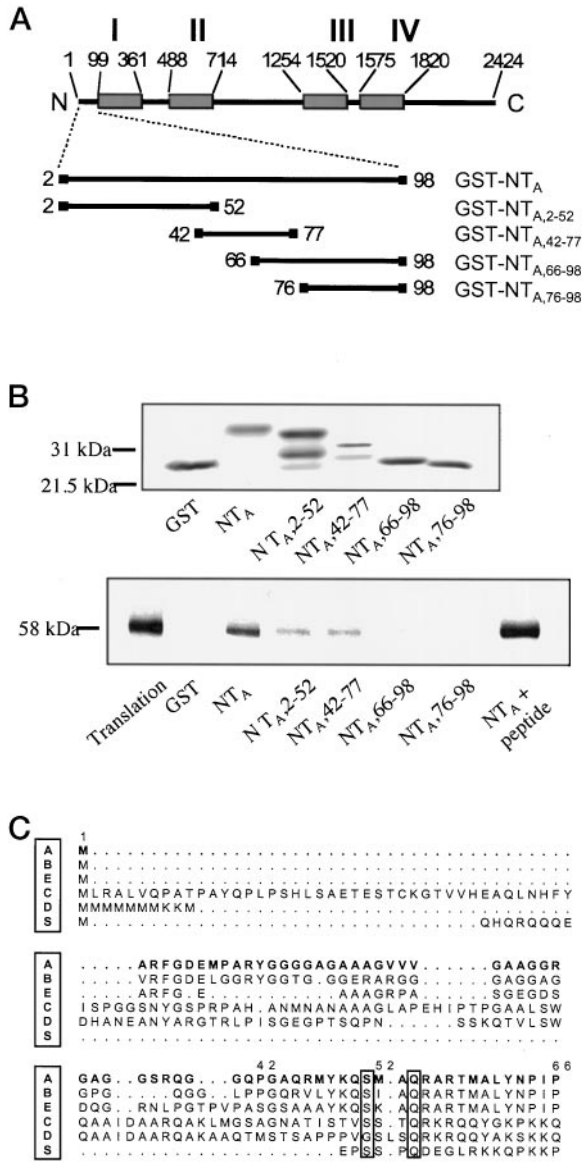 A
I II III IV
1 99 361 488 714 1254 1520 1575 1820 2424
N C
2 98 GST-NTA
2 52 GST-NTA,2-52
42 77 GST-NTA,42-77
66 98 GST-NTA,66-98
76 98 GST-NTA,76-98
B
31 kDa
21.5 kDa
GST NTA NTA,2-52 NTA,42-77 NTA,66-98 NTA,76-98
58 kDa
Translation GST NTA NTA,2-52 NTA,42-77 NTA,66-98 NTA,76-98 NTA + peptide
C
1
A M . . . . . . . . . . . . . . . . . . . . . . . . . . . . . . . . . . . . . . . .
B M . . . . . . . . . . . . . . . . . . . . . . . . . . . . . . . . . . . . . . . .
E M . . . . . . . . . . . . . . . . . . . . . . . . . . . . . . . . . . . . . . . .
C MLRALVQPATPAYQPLPSHLSAETESTCKGTVVHEAQLNHFY
D MMMMMMMKKM . . . . . . . . . . . . . . . . . . . . . . . . . . . . . . .
S M . . . . . . . . . . . . . . . . . . . . . . . . . . . . . . . . QHQRQQQE
A . . . . . ARFGDEMPARYGGGGAGAAAGVVV . . . . . . GAAGGR
B . . . . . VRFGDELGGRYGGTG . GGERARGG . . . . . . GAGGAG
E . . . . . ARFG . E . . . . . . . . . . AAAGRPA . . . . . . SGEGDS
C ISPGGSNYGSPRPAH . ANMNANAAAGLAPEHIPTPGAALSW
D DHANEANYARGTRLPISGEGPTSQPN . . . . . SSKQTVLSW
S . . . . . . . . . . . . . . . . . . . . . . . . . . . . . . . . . . . . . . . .
42 52 66
A GAG . . GSRQG . . GQPGAQRMYKQSM . AQRARTMALYNPIP
B GPG . . . . QGG . LPPGQRVLYKQSI . AQRARTMALYNPIP
E DQG . . RNLPGTPVPASGSAAAYKQSK . AQRARTMALYNPIP
C QAAIDAARQAKLMGSAGNATISTVSSTQRKRQQYGKPKKQ
D QAAIDAARQAKAAQTMSTSAPPPVGSLSQRKRQQYAKSKKQ
S . . . . . . . . . . . . . . . . . . . . . EPSSPQDEGLRKKQPKKP